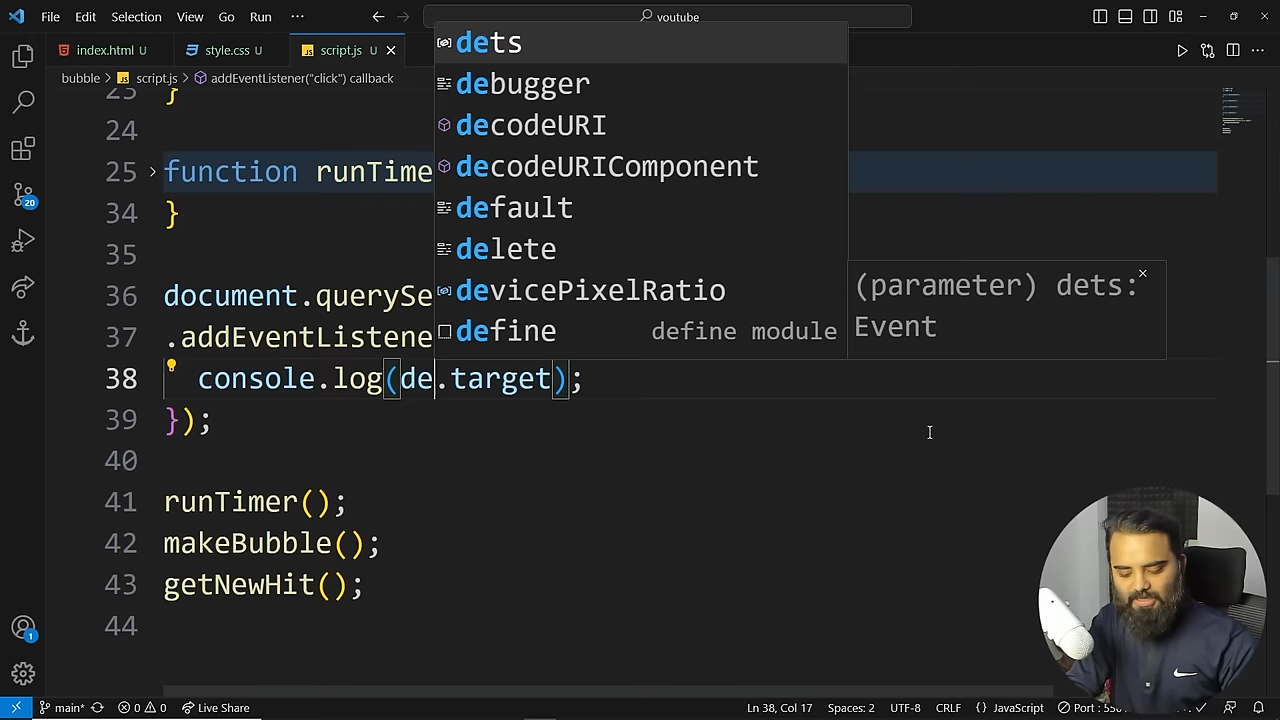 File Edit Selection View Go Run ··· youtube
index.html U style.css U script.js U
bubble > script.js > addEventListener("click") callback
23 }
24
25 function runTime
34 }
35
36 document.querySe
37 .addEventListene
38 console.log(de.target);
39 });
40
41 runTimer();
42 makeBubble();
43 getNewHit();
44
dets
debugger
decodeURI
decodeURIComponent
default
delete
devicePixelRatio
define define module
(parameter) dets:
Event
20
1
main* 0 0 Live Share Ln 38, Col 17 Spaces: 2 UTF-8 CRLF {} JavaScript